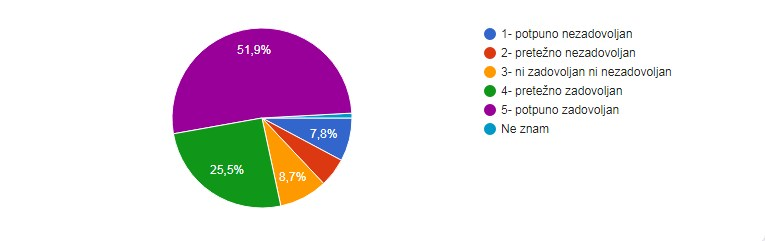 51,9%
7,8%
25,5%
8,7%
1- potpuno nezadovoljan
2- pretežno nezadovoljan
3- ni zadovoljan ni nezadovoljan
4- pretežno zadovoljan
5- potpuno zadovoljan
Ne znam